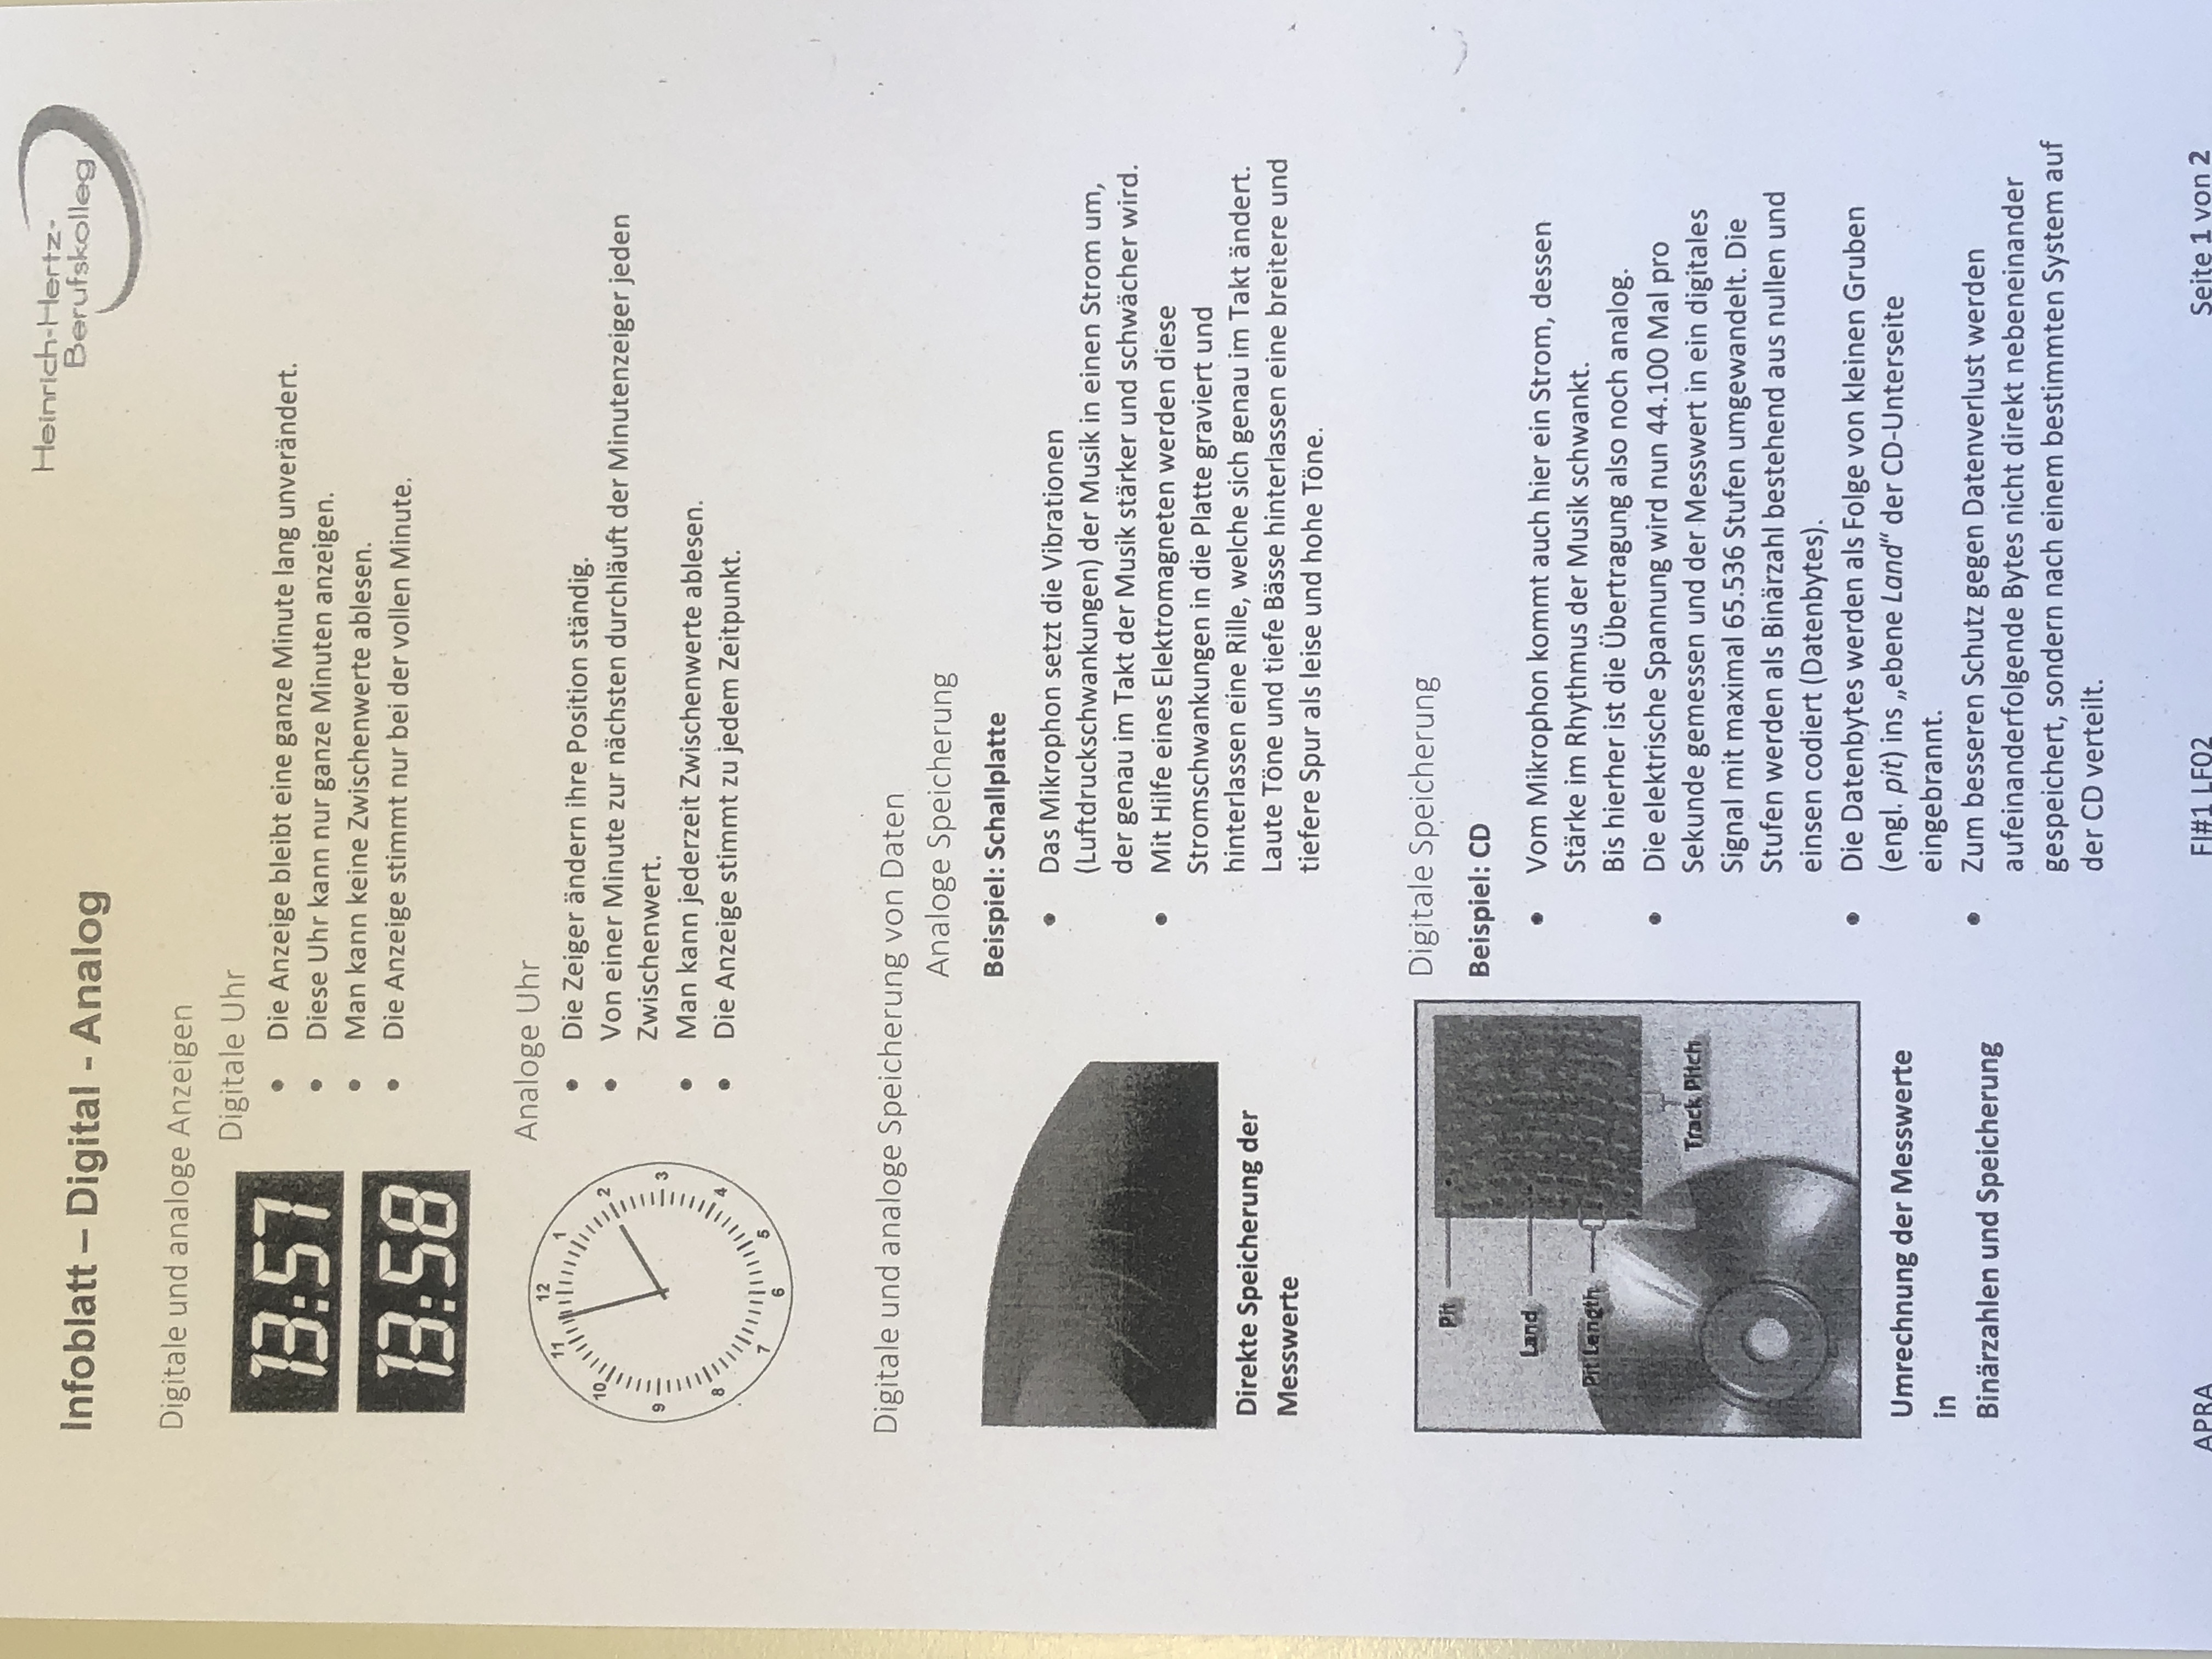 Heinrich-Hertz-
Berufskolleg
Infoblatt – Digital - Analog
Digitale und analoge Anzeigen
13:57
13:58
Digitale Uhr
• Die Anzeige bleibt eine ganze Minute lang unverändert.
• Diese Uhr kann nur ganze Minuten anzeigen.
• Man kann keine Zwischenwerte ablesen.
• Die Anzeige stimmt nur bei der vollen Minute.
12
1
2
3
4
5
6
7
8
9
10
11
Analoge Uhr
• Die Zeiger ändern ihre Position ständig.
• Von einer Minute zur nächsten durchläuft der Minutenzeiger jeden
Zwischenwert.
• Man kann jederzeit Zwischenwerte ablesen.
• Die Anzeige stimmt zu jedem Zeitpunkt.
Digitale und analoge Speicherung von Daten
Analoge Speicherung
Beispiel: Schallplatte
• Das Mikrophon setzt die Vibrationen
(Luftdruckschwankungen) der Musik in einen Strom um,
der genau im Takt der Musik stärker und schwächer wird.
• Mit Hilfe eines Elektromagneten werden diese
Stromschwankungen in die Platte graviert und
hinterlassen eine Rille, welche sich genau im Takt ändert.
Laute Töne und tiefe Bässe hinterlassen eine breitere und
tiefere Spur als leise und hohe Töne.
Direkte Speicherung der
Messwerte
Pit
Land
Pit Length
Track Pitch
Umrechnung der Messwerte
in
Binärzahlen und Speicherung
Digitale Speicherung
Beispiel: CD
• Vom Mikrophon kommt auch hier ein Strom, dessen
Stärke im Rhythmus der Musik schwankt.
Bis hierher ist die Übertragung also noch analog.
• Die elektrische Spannung wird nun 44.100 Mal pro
Sekunde gemessen und der Messwert in ein digitales
Signal mit maximal 65.536 Stufen umgewandelt. Die
Stufen werden als Binärzahl bestehend aus nullen und
einsen codiert (Datenbytes).
• Die Datenbytes werden als Folge von kleinen Gruben
(engl. pit) ins „ebene Land“ der CD-Unterseite
eingebrannt.
• Zum besseren Schutz gegen Datenverlust werden
aufeinanderfolgende Bytes nicht direkt nebeneinander
gespeichert, sondern nach einem bestimmten System auf
der CD verteilt.
APRA
FI#1 LF02
Seite 1 von 2